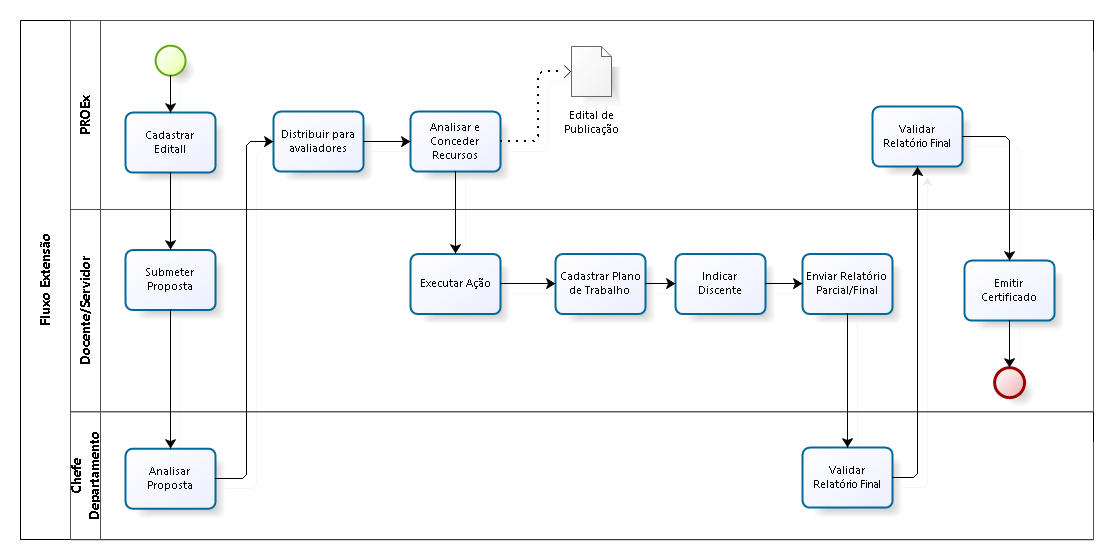 Fluxo Extensão
PROEx
Cadastrar
Editall
Distribuir para
avaliadores
Analisar e
Conceder
Recursos
Edital de
Publicação
Validar
Relatório Final
Docente/Servidor
Submeter
Proposta
Executar Ação
Cadastrar Plano
de Trabalho
Indicar
Discente
Enviar Relatório
Parcial/Final
Emitir
Certificado
Chefe
Departamento
Analisar
Proposta
Validar
Relatório Final